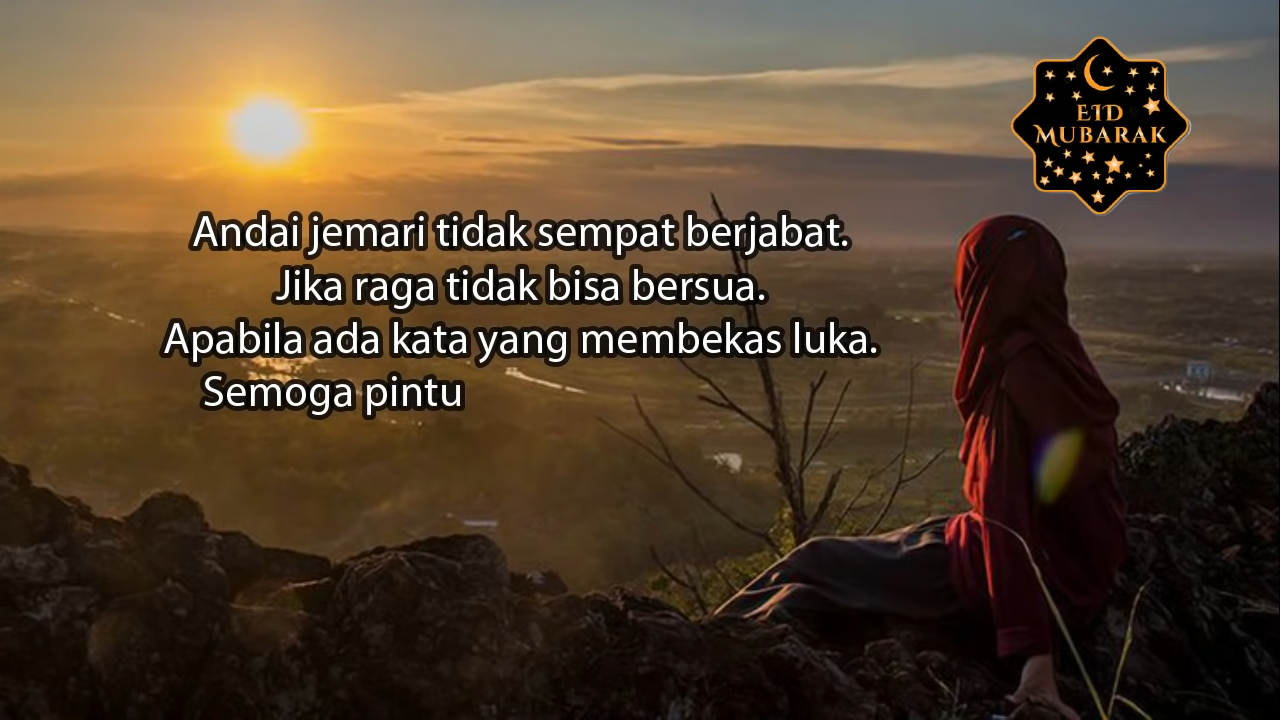 Andai jemari tidak sempat berjabat.
Jika raga tidak bisa bersua.
Apabila ada kata yang membekas luka.
Semoga pintu
EID
MUBARAK